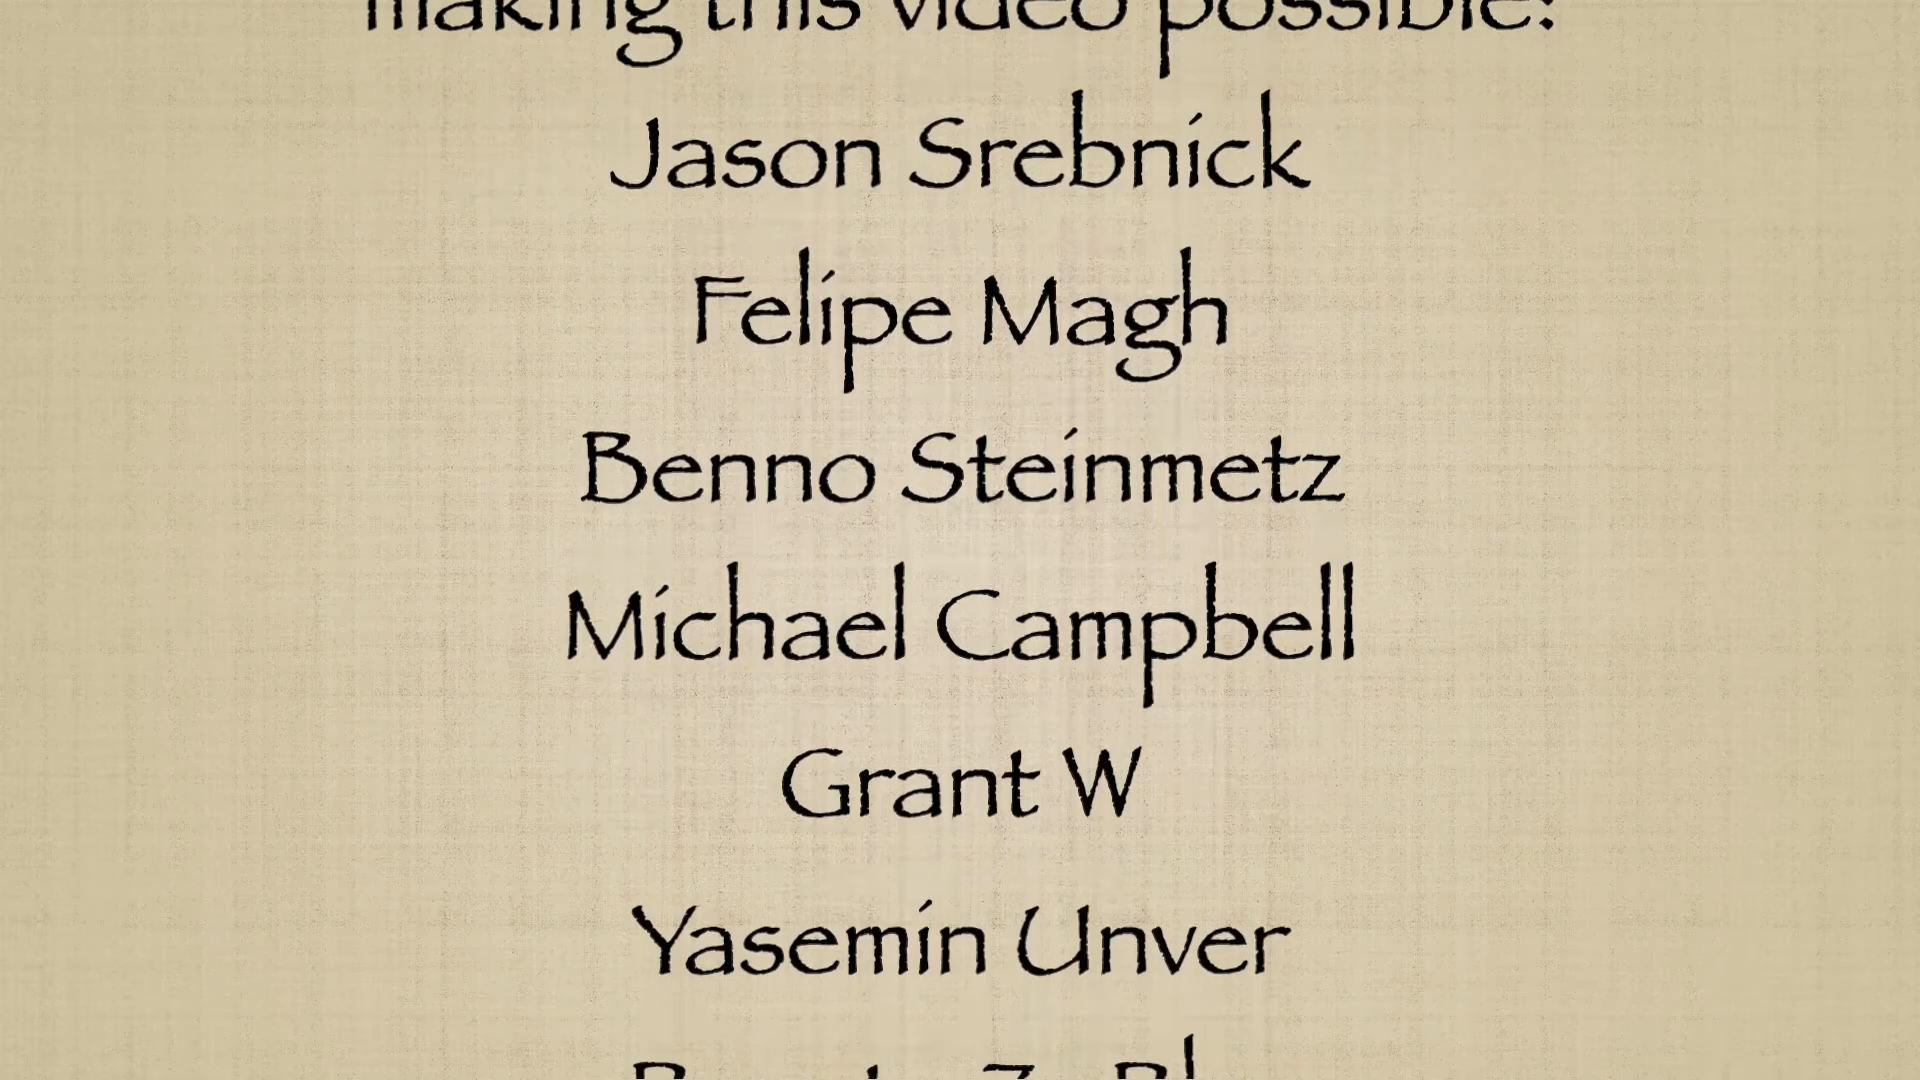 making this video possible:
Jason Srebnick
Felipe Magh
Benno Steinmetz
Michael Campbell
Grant W
Yasemin Unver